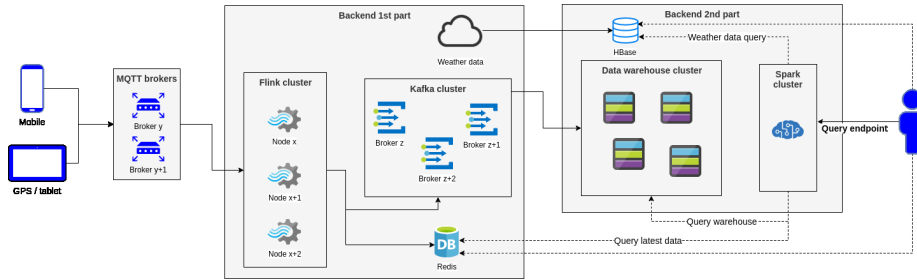 Backend 1st part
Backend 2nd part
Weather data
HBase
Weather data query
MQTT brokers
Broker y
Broker y+1
Mobile
GPS / tablet
Flink cluster
Node x
Node x+1
Node x+2
Kafka cluster
Broker z
Broker z+1
Broker z+2
DB
Redis
Data warehouse cluster
Spark
cluster
Query endpoint
Query warehouse
Query latest data